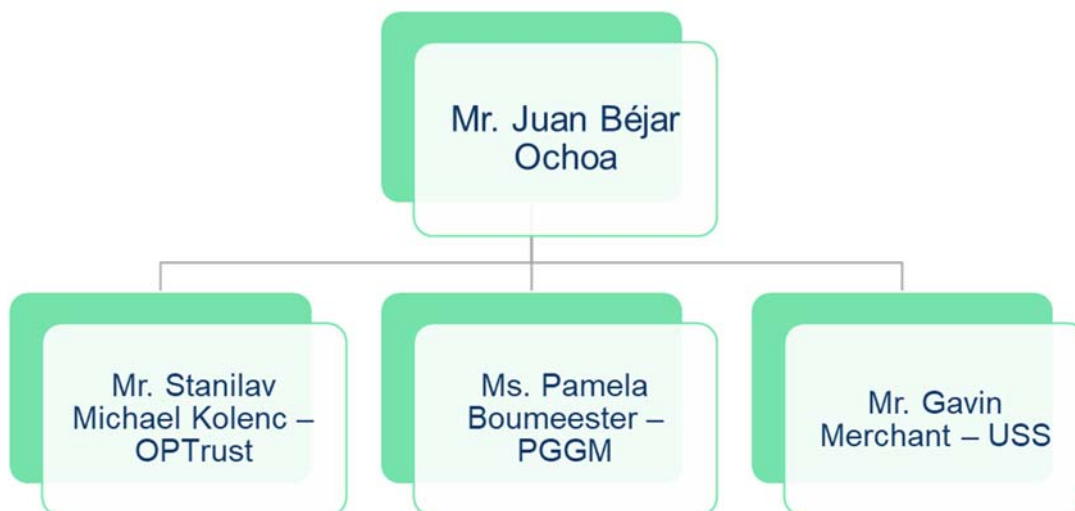 Mr. Juan Béjar
Ochoa
Mr. Stanilav
Michael Kolenc –
OPTrust
Ms. Pamela
Boumeester –
PGGM
Mr. Gavin
Merchant – USS